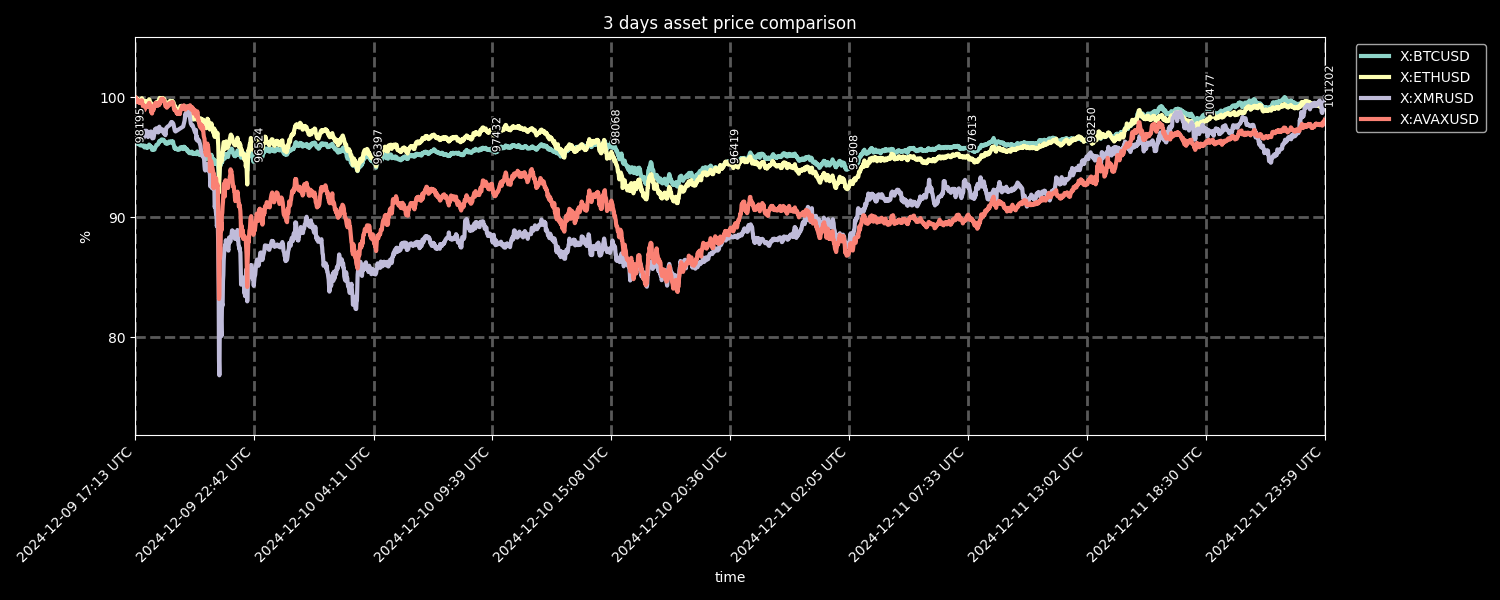 3 days asset price comparison
X:BTCUSD
X:ETHUSD
X:XMRUSD
X:AVAXUSD
100
90
80
%
98195
96524
96397
97432
98068
96419
95908
97613
98250
100477
101202
2024-12-09 17:13 UTC
2024-12-09 22:42 UTC
2024-12-10 04:11 UTC
2024-12-10 09:39 UTC
2024-12-10 15:08 UTC
2024-12-10 20:36 UTC
2024-12-11 02:05 UTC
2024-12-11 07:33 UTC
2024-12-11 13:02 UTC
2024-12-11 18:30 UTC
2024-12-11 23:59 UTC
time